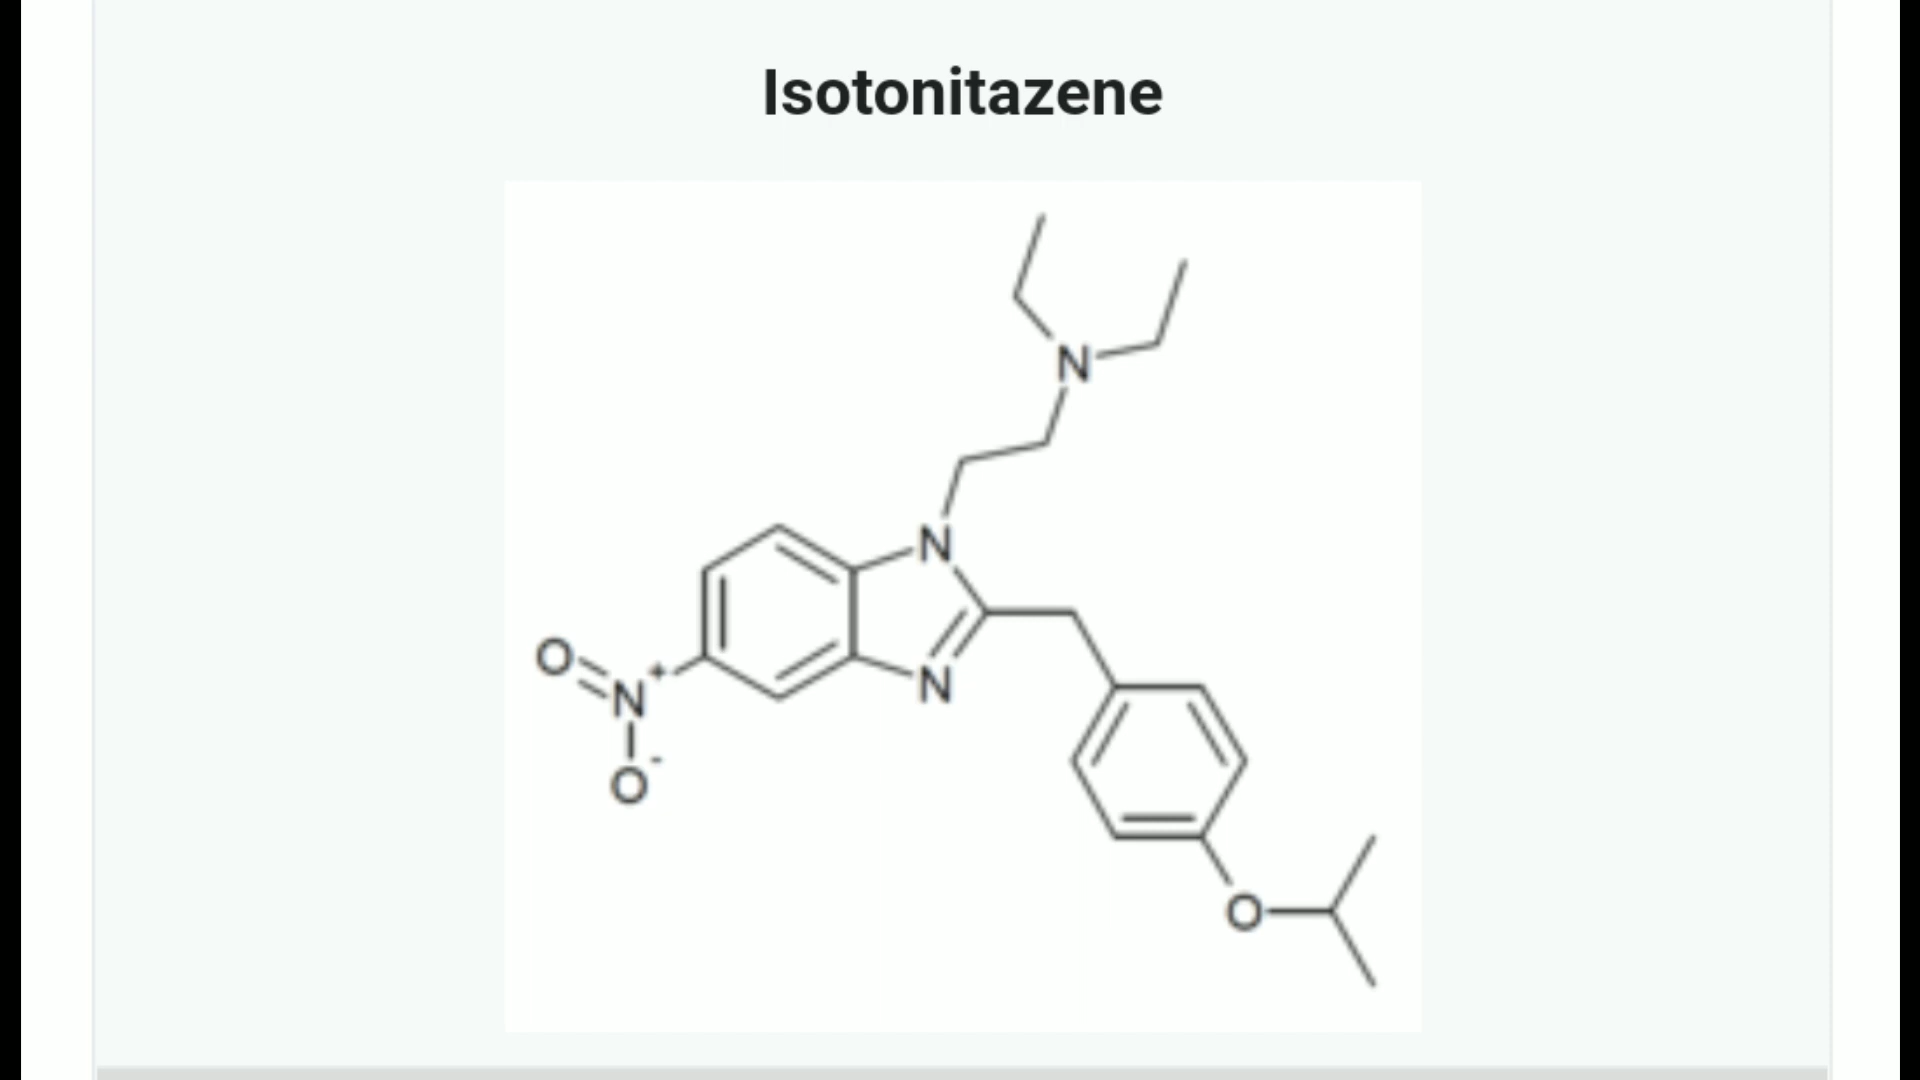 Isotonitazene
N
N
N
O
N+
O-
O